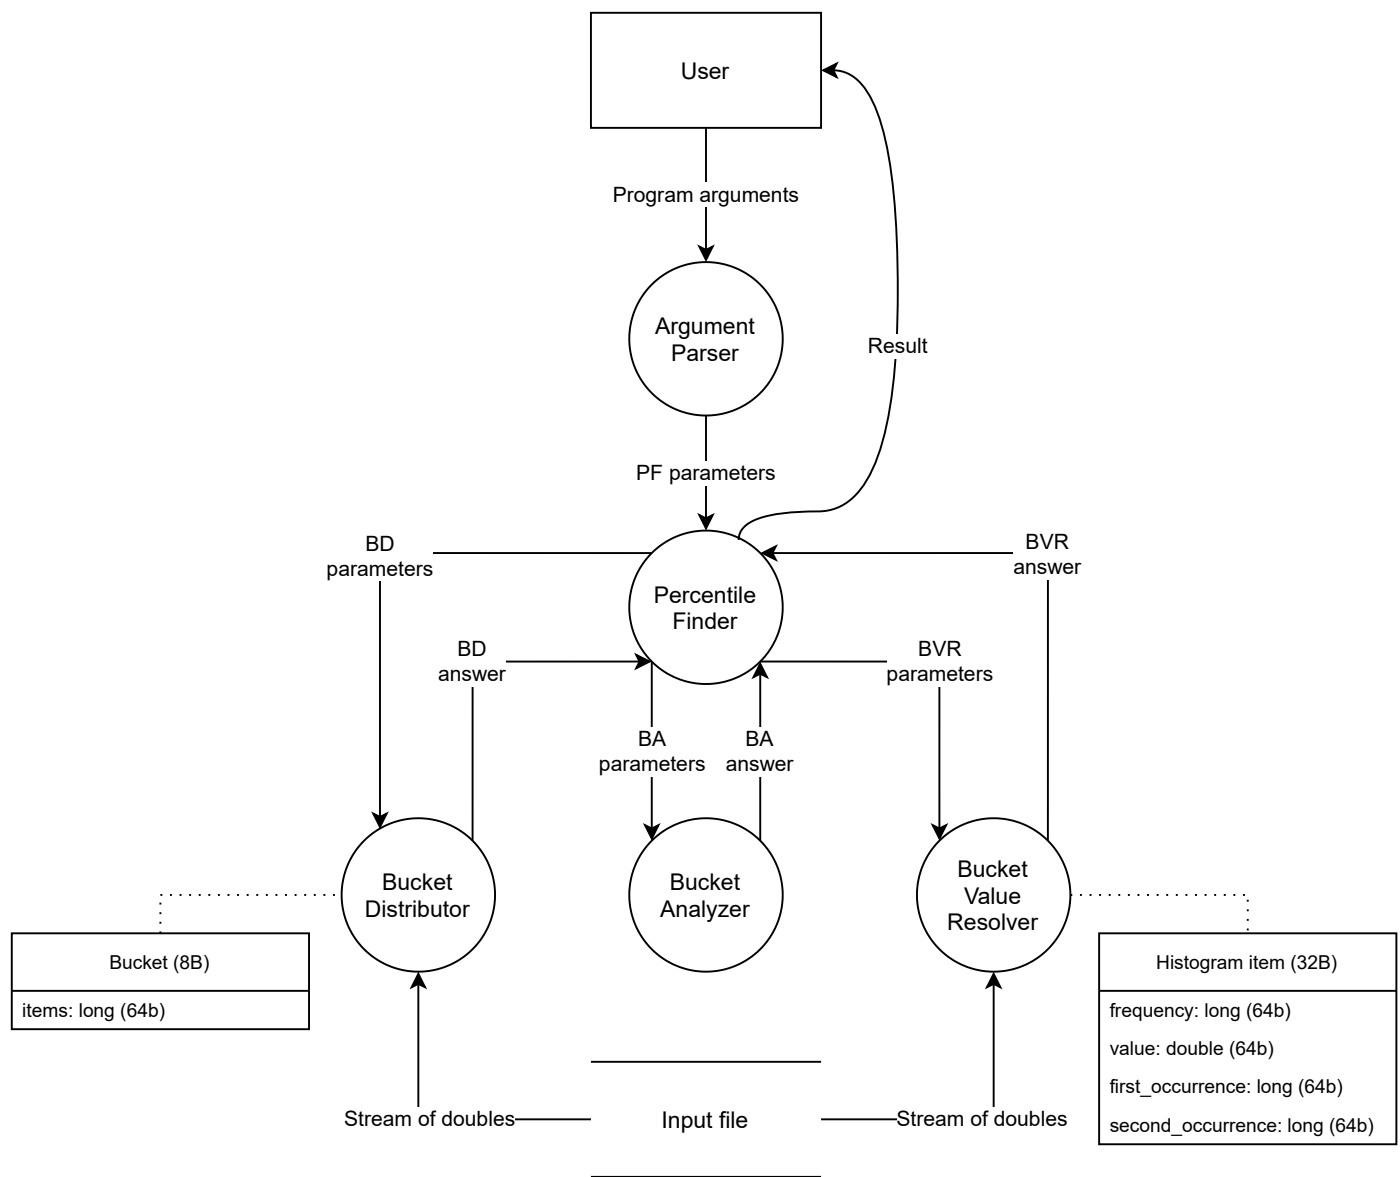 User
Program arguments
Argument
Parser
Result
PF parameters
BD
parameters
BVR
answer
Percentile
Finder
BD
answer
BVR
parameters
BA
parameters
BA
answer
Bucket
Distributor
Bucket
Analyzer
Bucket
Value
Resolver
Bucket (8B)
items: long (64b)
Histogram item (32B)
frequency: long (64b)
value: double (64b)
first_occurrence: long (64b)
second_occurrence: long (64b)
Stream of doubles
Input file
Stream of doubles